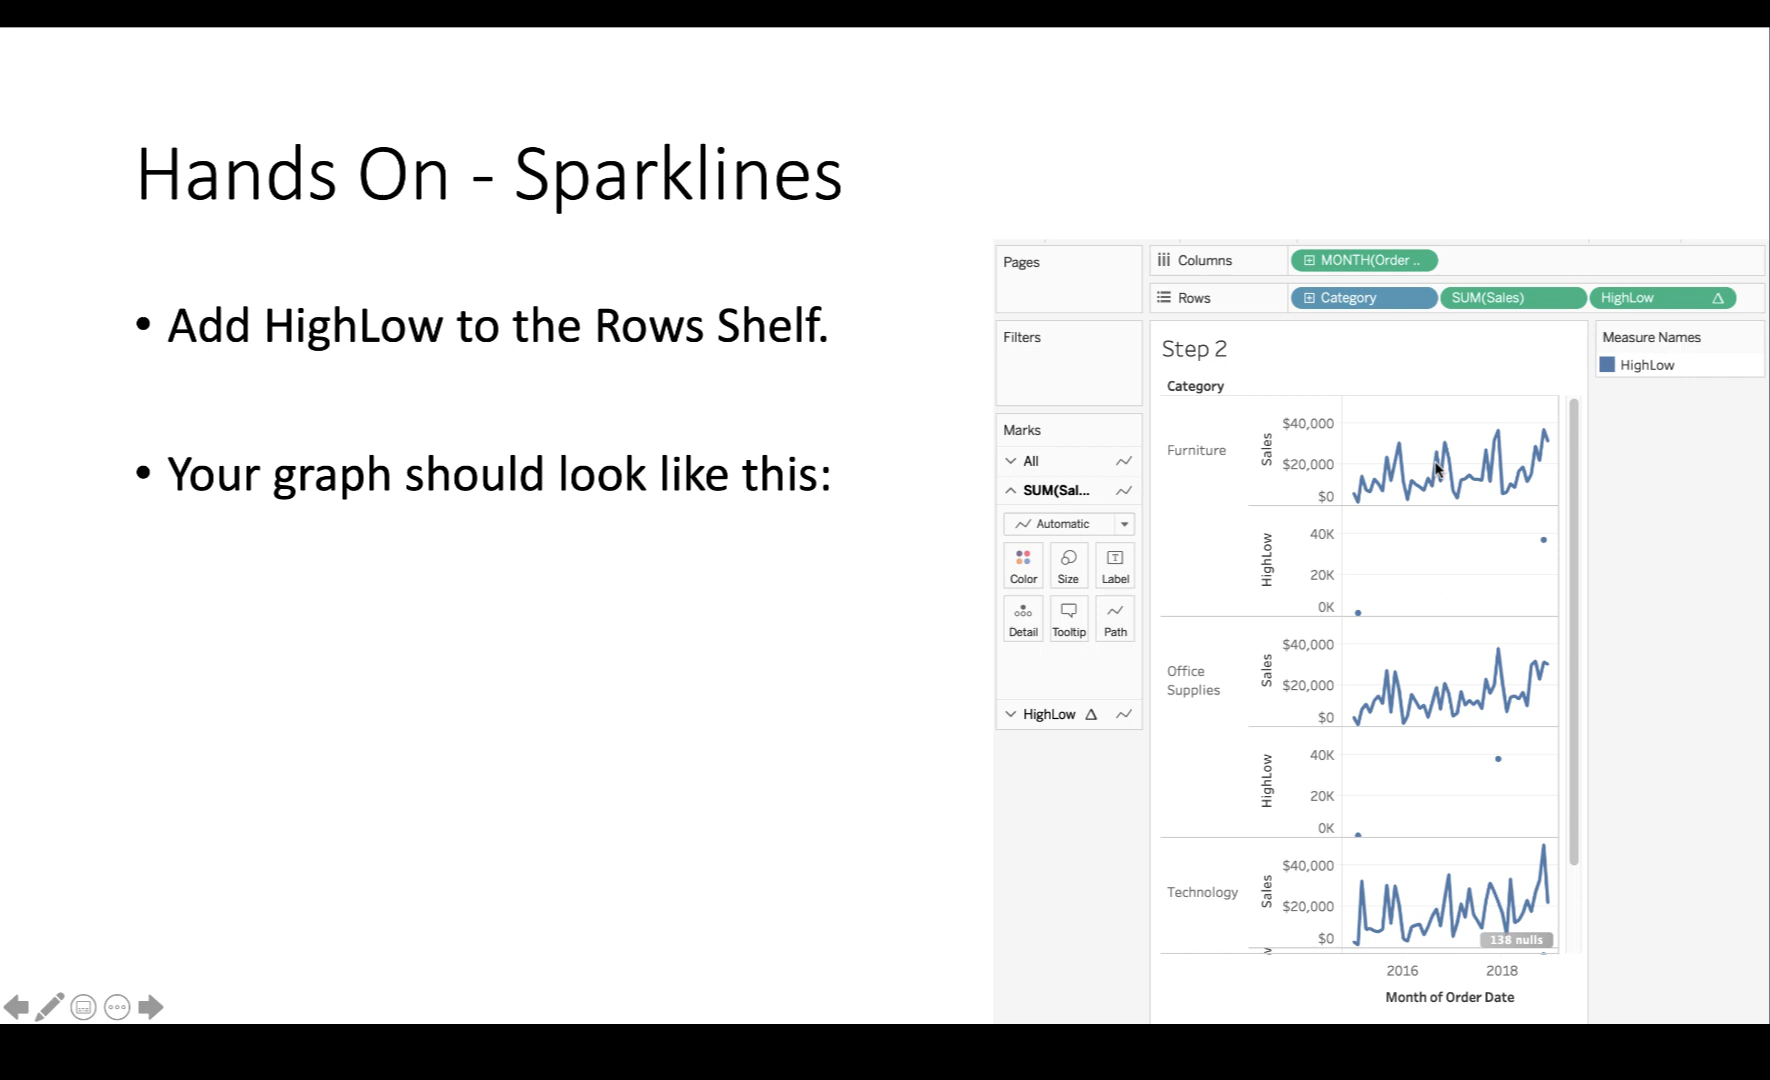 Hands On - Sparklines
• Add HighLow to the Rows Shelf.
• Your graph should look like this:
Pages
Columns
MONTH(Order ..
Rows
Category
SUM(Sales)
HighLow
Filters
Marks
All
SUM(Sal...
Automatic
Color
Size
Label
Detail
Tooltip
Path
HighLow
Step 2
Category
Furniture
Sales
$40,000
$20,000
$0
HighLow
40K
20K
0K
Office
Supplies
Sales
$40,000
$20,000
$0
HighLow
40K
20K
0K
Technology
Sales
$40,000
$20,000
$0
138 nulls
2016
2018
Month of Order Date
Measure Names
HighLow